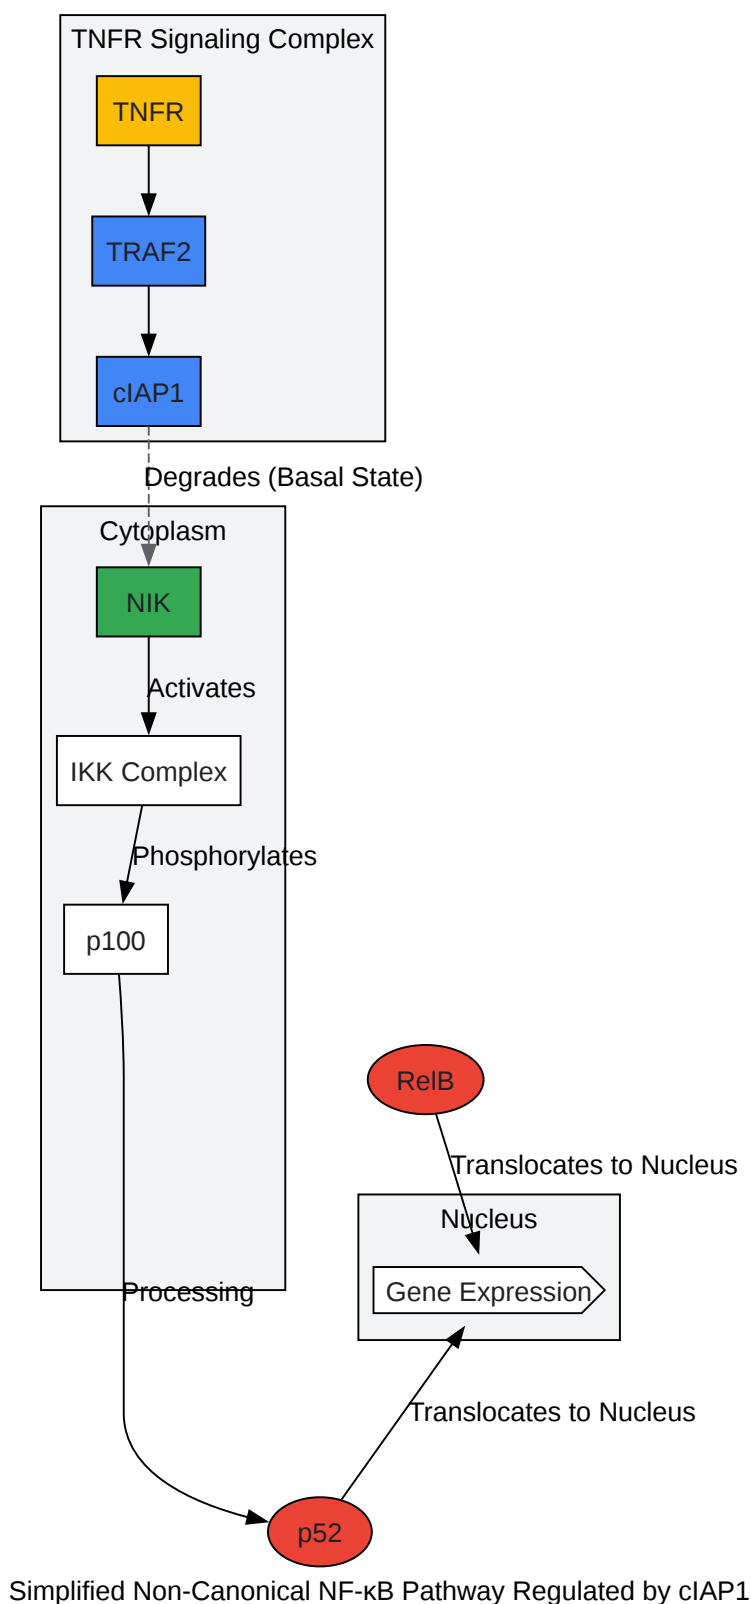 TNFR Signaling Complex
TNFR
TRAF2
cIAP1
Degrades (Basal State)
Cytoplasm
NIK
Activates
IKK Complex
Phosphorylates
p100
RelB
Translocates to Nucleus
Nucleus
Gene Expression
Processing
Translocates to Nucleus
p52
Simplified Non-Canonical NF-κB Pathway Regulated by cIAP1